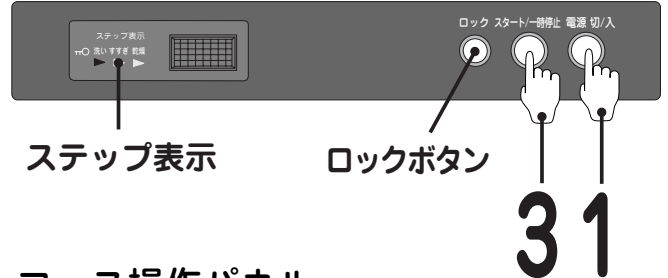 ステップ表示
洗い すすぎ 乾燥
ロック スタート/一時停止 電源 切/入
ステップ表示
ロックボタン
3 1